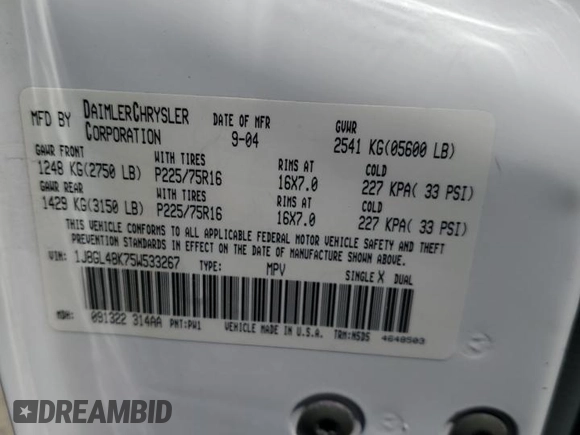 MFD BY DAIMLERCHRYSLER CORPORATION
DATE OF MFR 9-04
GVWR 2541 KG(05600 LB)
GAWR FRONT WITH TIRES RIMS AT COLD
1248 KG(2750 LB) P225/75R16 16X7.0 227 KPA( 33 PSI)
GAWR REAR WITH TIRES RIMS AT COLD
1429 KG(3150 LB) P225/75R16 16X7.0 227 KPA( 33 PSI)
THIS VEHICLE CONFORMS TO ALL APPLICABLE FEDERAL MOTOR VEHICLE SAFETY AND THEFT
PREVENTION STANDARDS IN EFFECT ON THE DATE OF MANUFACTURE SHOWN ABOVE.
VIN: 1J8GL48K75W533267 TYPE: MPV SINGLE X DUAL
MDH: 091322 314AA PNT:PW1 VEHICLE MADE IN U.S.A. TRM:N5D5 4648503
DREAMBID